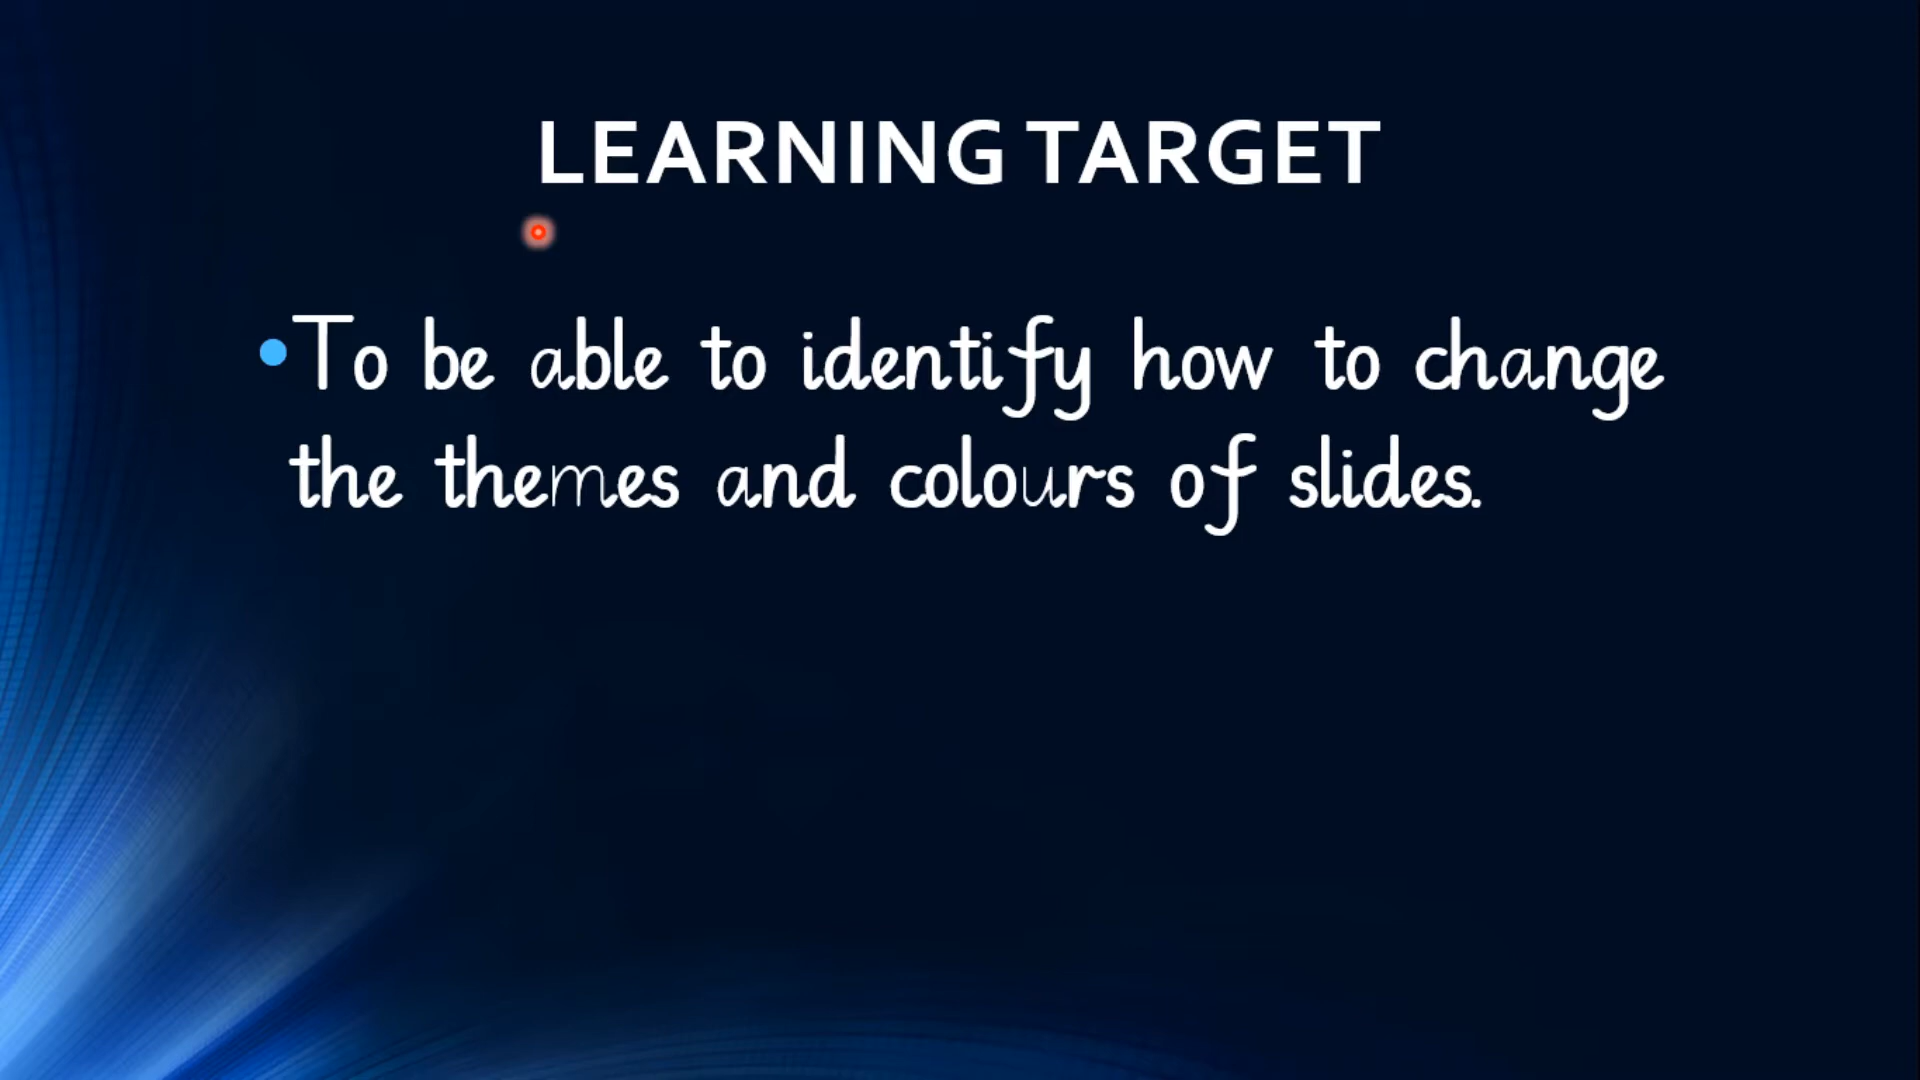 LEARNING TARGET
•To be able to identify how to change
the themes and colours of slides.